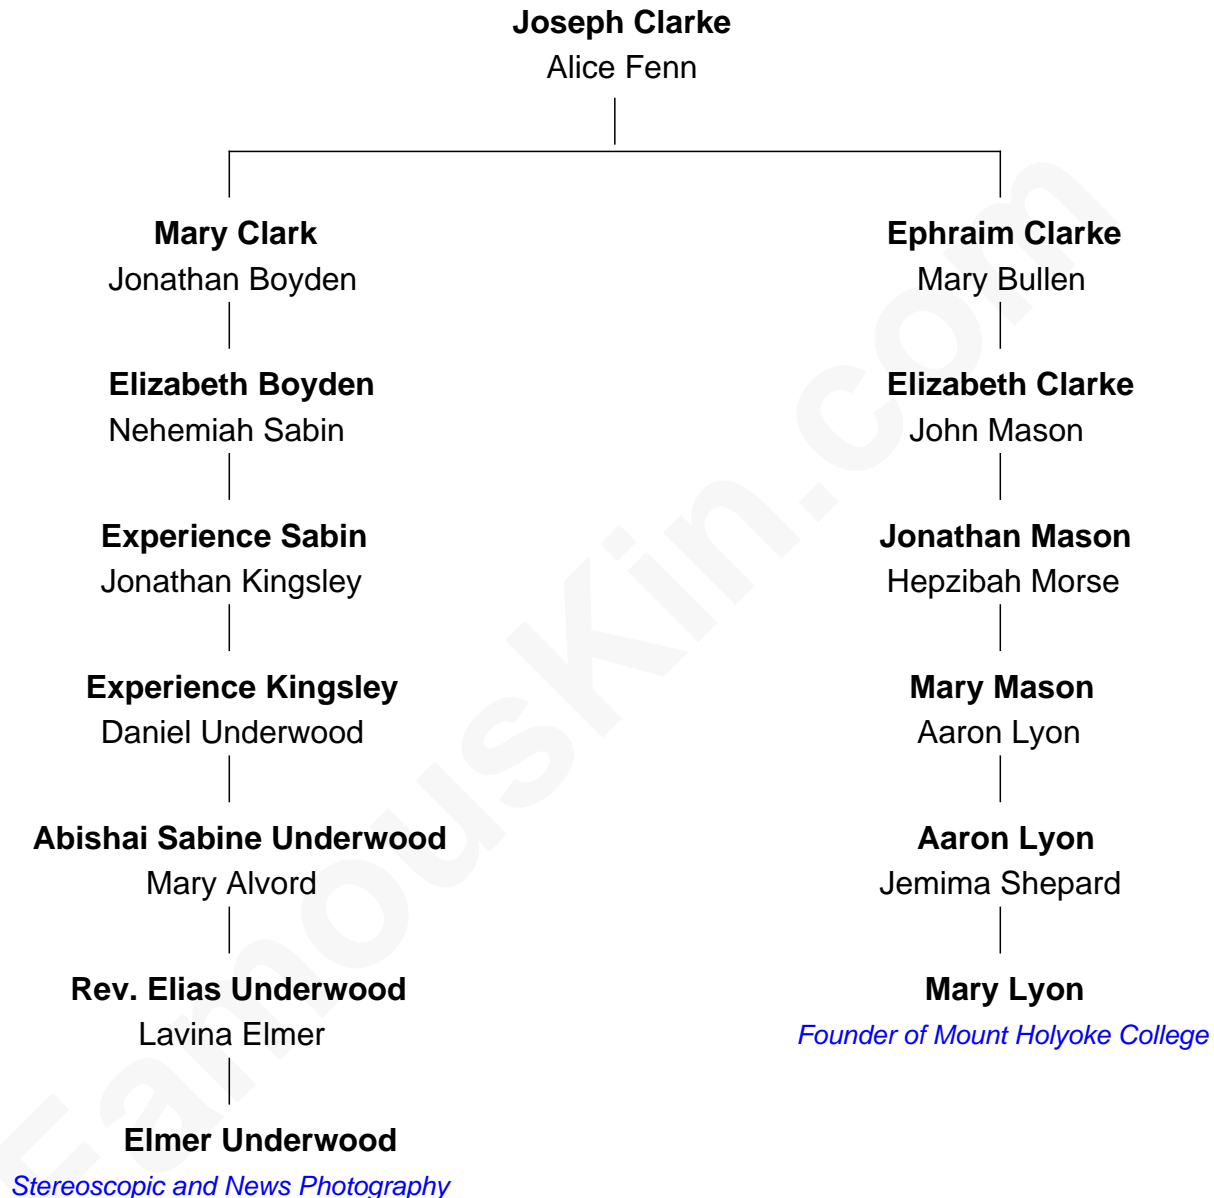 Joseph Clarke
Alice Fenn
Mary Clark
Jonathan Boyden
Ephraim Clarke
Mary Bullen
Elizabeth Boyden
Nehemiah Sabin
Elizabeth Clarke
John Mason
Experience Sabin
Jonathan Kingsley
Jonathan Mason
Hepzibah Morse
Experience Kingsley
Daniel Underwood
Mary Mason
Aaron Lyon
Abishai Sabine Underwood
Mary Alvord
Aaron Lyon
Jemima Shepard
Rev. Elias Underwood
Lavina Elmer
Mary Lyon
Founder of Mount Holyoke College
Elmer Underwood
Stereoscopic and News Photography
FamousKin.com